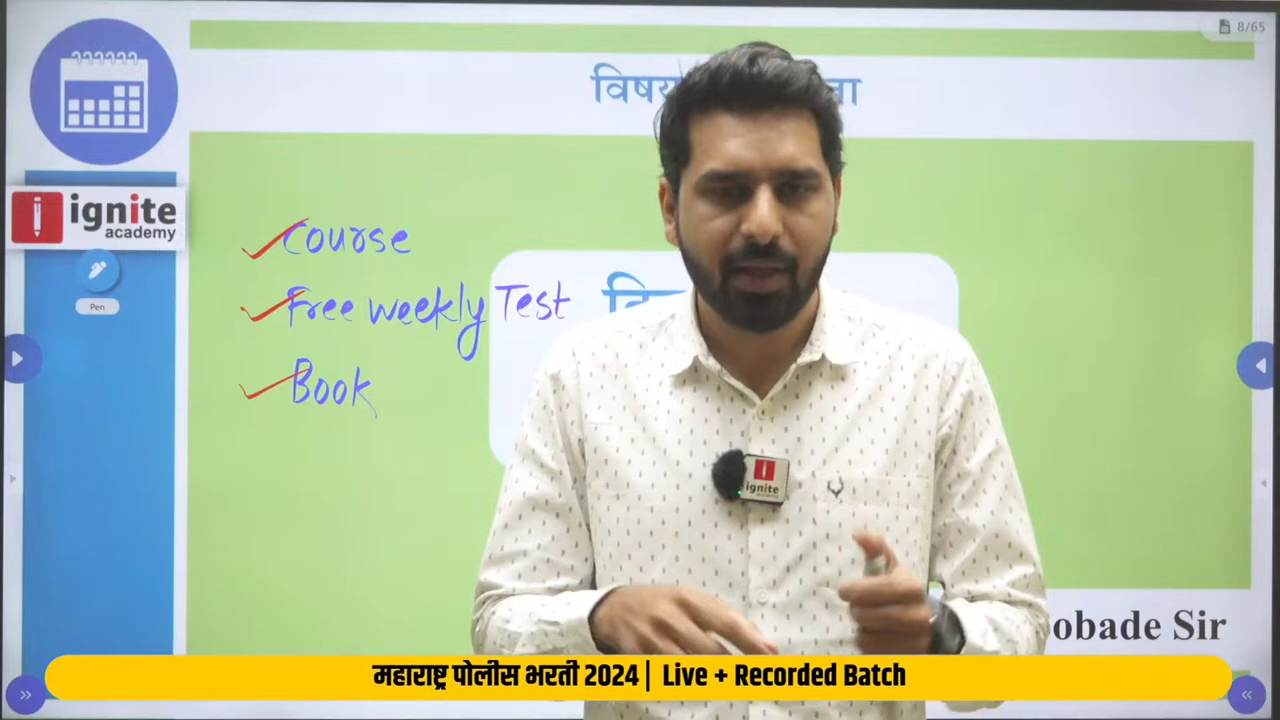 8/65
विषय
ना
ignite
academy
Pen
Course
Free weekly Test
Book
ignite
academy
obade Sir
महाराष्ट्र पोलीस भरती 2024 | Live + Recorded Batch